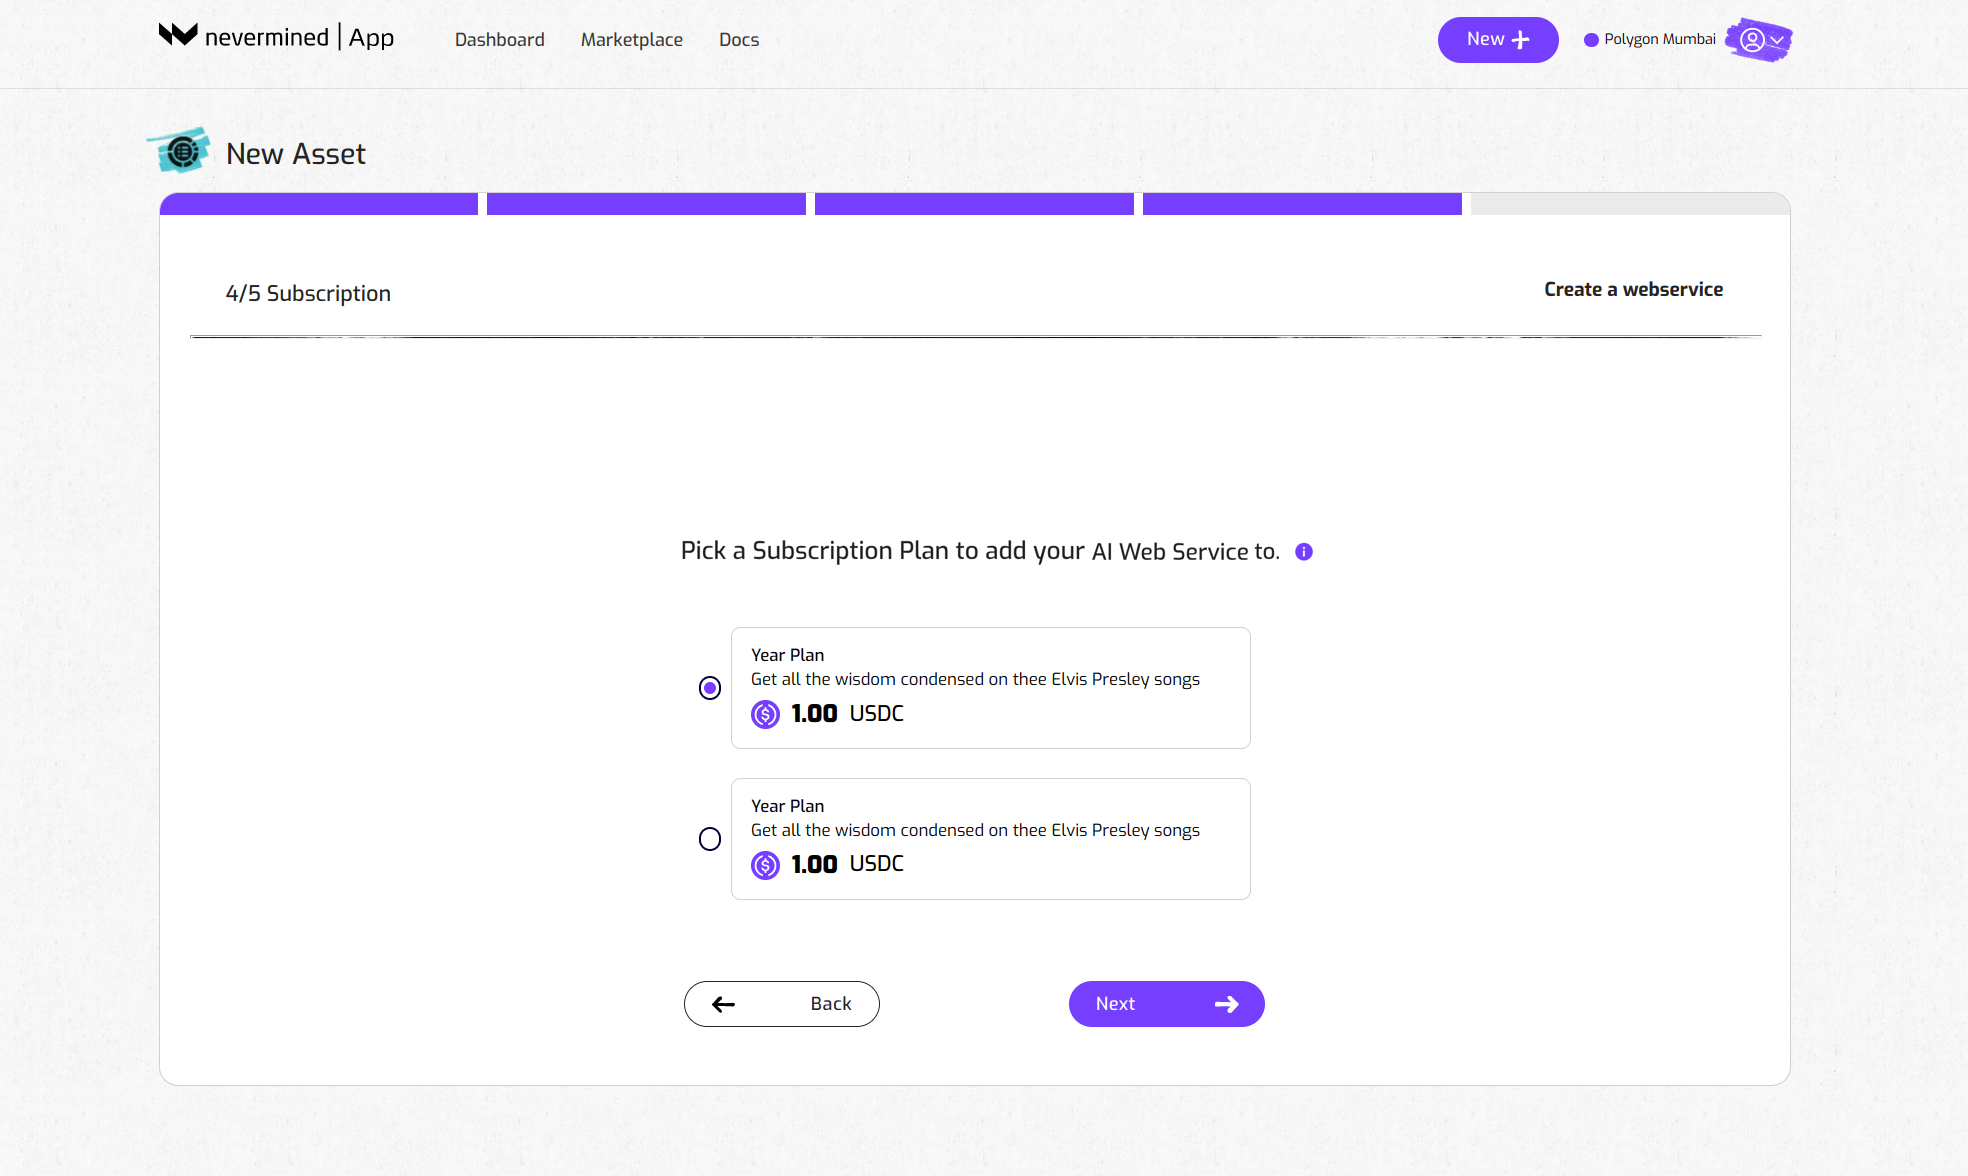 nevermined | App
Dashboard
Marketplace
Docs
New
Polygon Mumbai
New Asset
4/5 Subscription
Create a webservice
Pick a Subscription Plan to add your AI Web Service to.
Year Plan
Get all the wisdom condensed on thee Elvis Presley songs
1.00 USDC
Year Plan
Get all the wisdom condensed on thee Elvis Presley songs
1.00 USDC
Back
Next